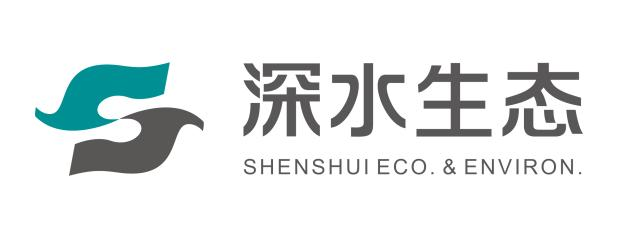 深水生态
SHENSHUI ECO. & ENVIRON.